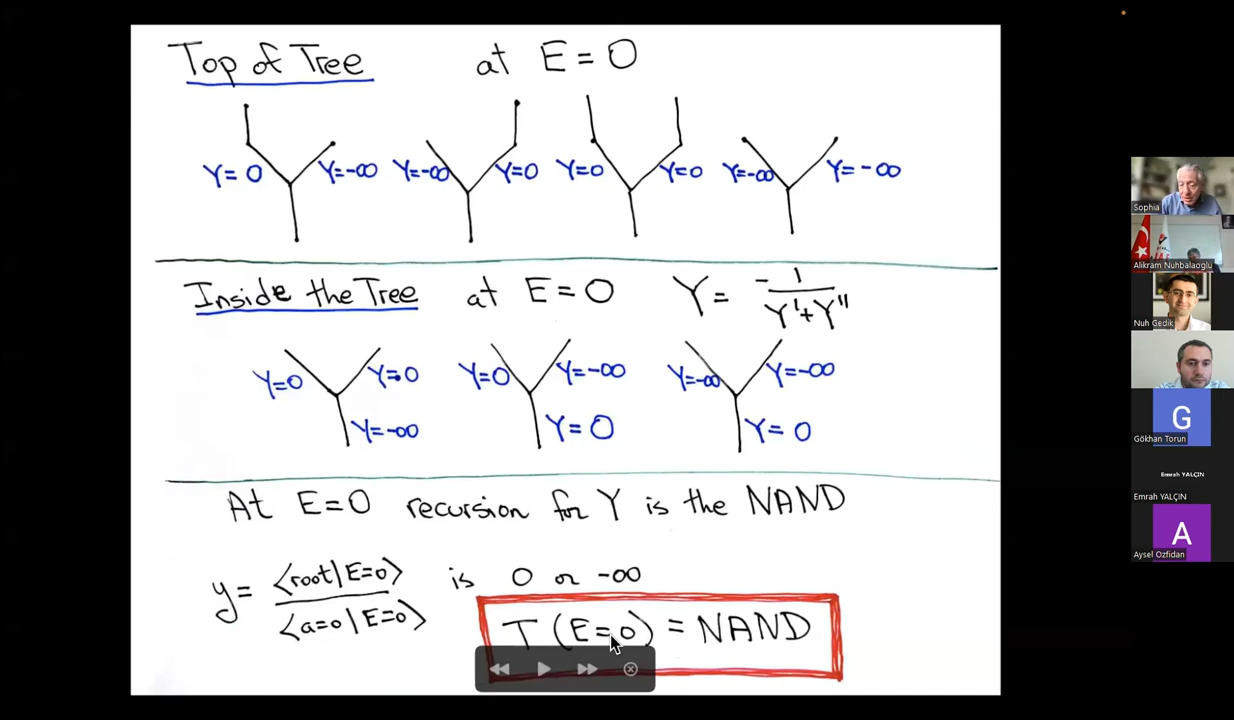 Top of Tree at E = 0
Y= 0 Y=-∞ Y=-∞ Y=0 Y=0 Y=0 Y=-∞ Y= -∞
Inside the Tree at E = 0 Y = - 1 / Y' + Y"
Y=0 Y=0 Y=0 Y=-∞ Y=-∞ Y=-∞
Y=-∞ Y= 0 Y= 0
At E=0 recursion for Y is the NAND
y = <root|E=0> / <a=0|E=0> is 0 or -∞
T (E=0) = NAND
Sophia
Alikram Nuhbalaoglu
Nuh Gedik
G
Gökhan Torun
Emrah YALÇIN
Emrah YALÇIN
A
Aysel Ozfidan